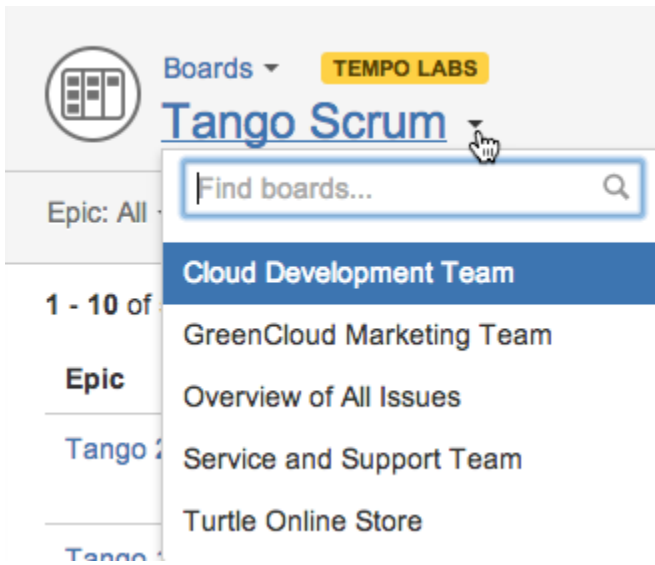 Boards
TEMPO LABS
Tango Scrum
Find boards...
Epic: All
Cloud Development Team
1 - 10 of
GreenCloud Marketing Team
Epic
Overview of All Issues
Tango
Service and Support Team
Turtle Online Store
Tango